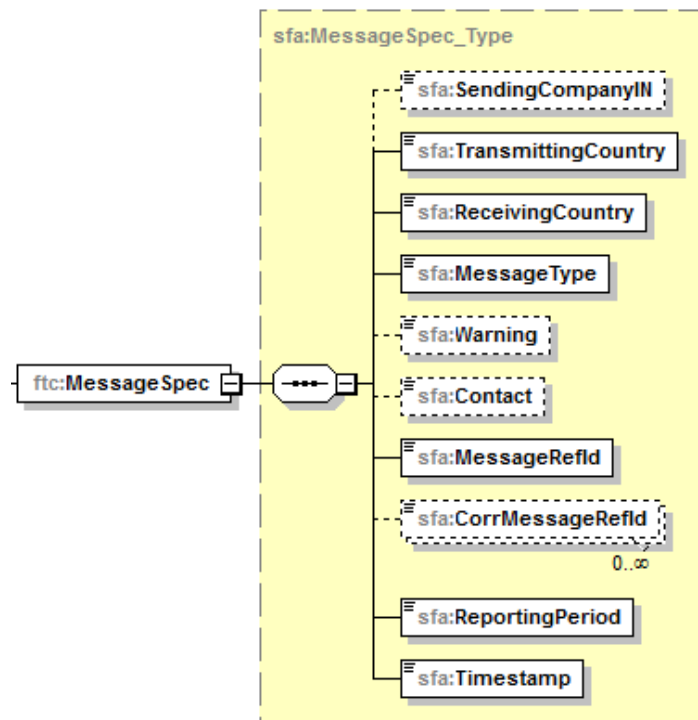 sfa:MessageSpec_Type
sfa:SendingCompanyIN
sfa:TransmittingCountry
sfa:ReceivingCountry
sfa:MessageType
sfa:Warning
ftc:MessageSpec
sfa:Contact
sfa:MessageRefId
sfa:CorrMessageRefId
0..∞
sfa:ReportingPeriod
sfa:Timestamp